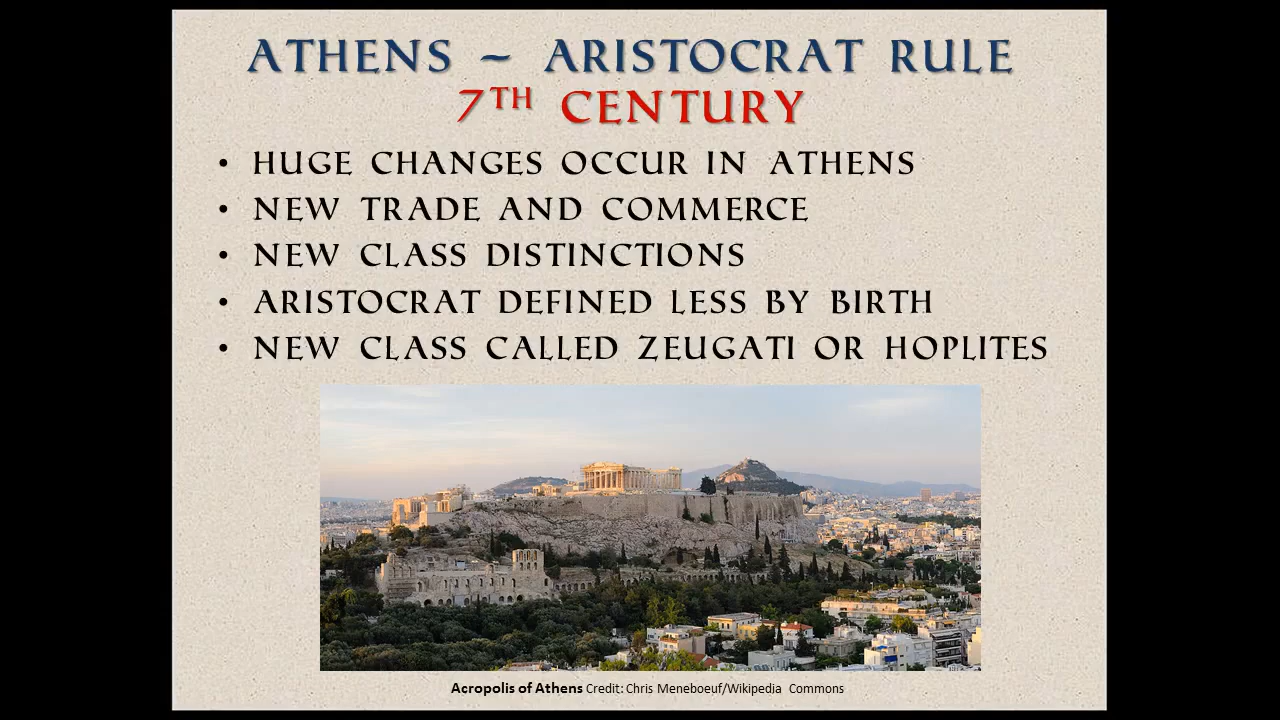 ATHENS ~ ARISTOCRAT RULE
7TH CENTURY
• HUGE CHANGES OCCUR IN ATHENS
• NEW TRADE AND COMMERCE
• NEW CLASS DISTINCTIONS
• ARISTOCRAT DEFINED LESS BY BIRTH
• NEW CLASS CALLED ZEUGATI OR HOPLITES
Acropolis of Athens Credit: Chris Meneboeuf/Wikipedia Commons